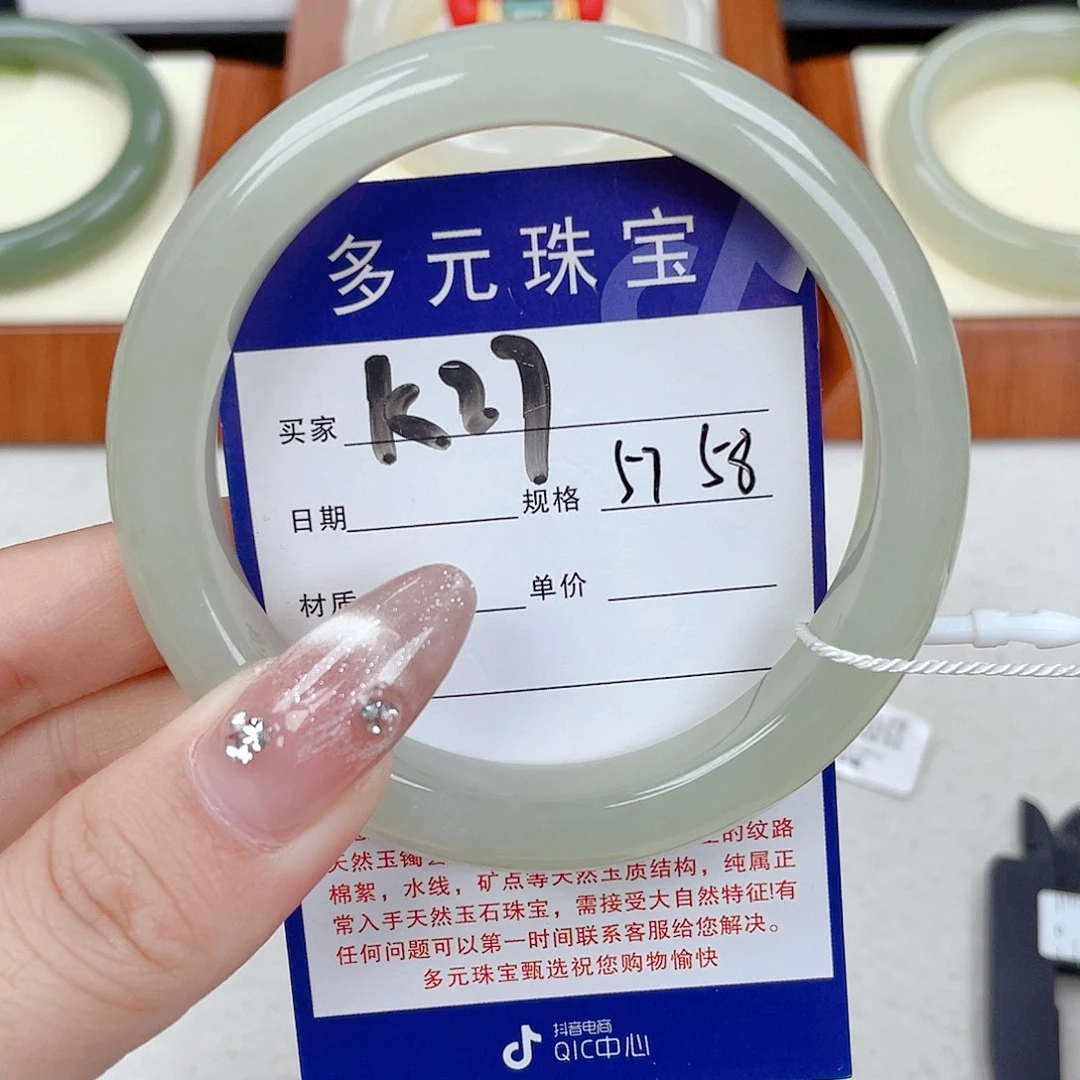 多元珠宝
买家 K27
日期 规格 57 58
材质 单价
的纹路
天然玉镯
棉絮，水线，矿点等天然玉质结构，纯属正
常入手天然玉石珠宝，需接受大自然特征!有
任何问题可以第一时间联系客服给您解决。
多元珠宝甄选祝您购物愉快
抖音电商
QIC中心